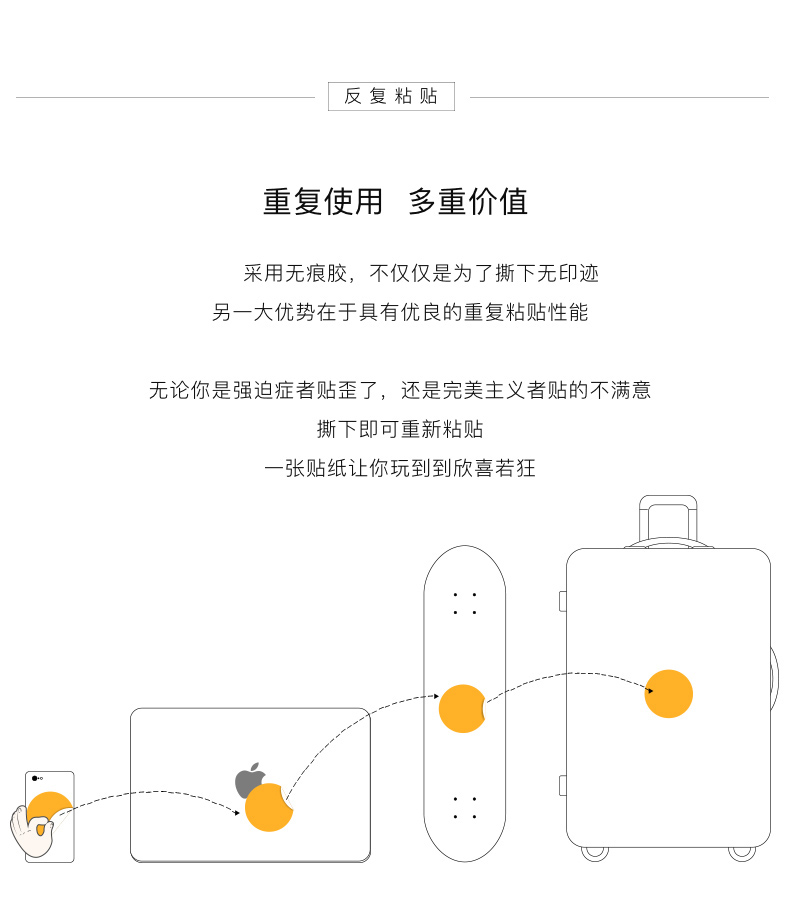 反复粘贴
重复使用 多重价值
采用无痕胶，不仅仅是为了撕下无印迹
另一大优势在于具有优良的重复粘贴性能
无论你是强迫症者贴歪了，还是完美主义者贴的不满意
撕下即可重新粘贴
一张贴纸让你玩到到欣喜若狂